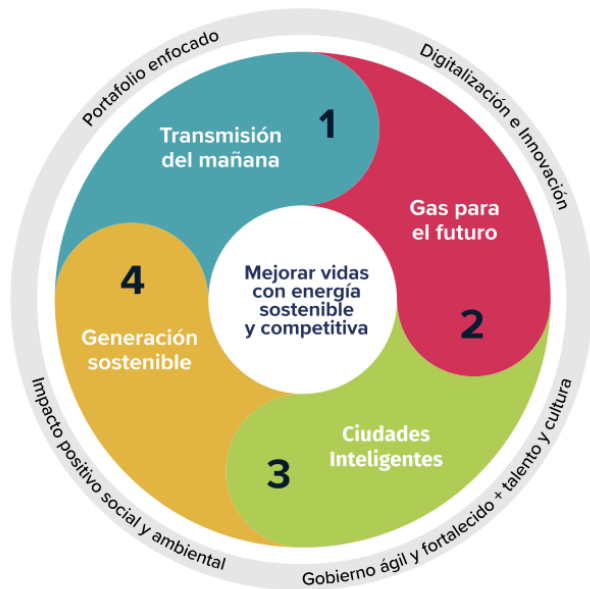 Portafolio enfocado
Digitalización e Innovación
1
Transmisión
del mañana
Gas para
el futuro
2
Mejorar vidas
con energía
sostenible
y competitiva
4
Generación
sostenible
3
Ciudades
Inteligentes
Impacto positivo social y ambiental
Gobierno ágil y fortalecido + talento y cultura